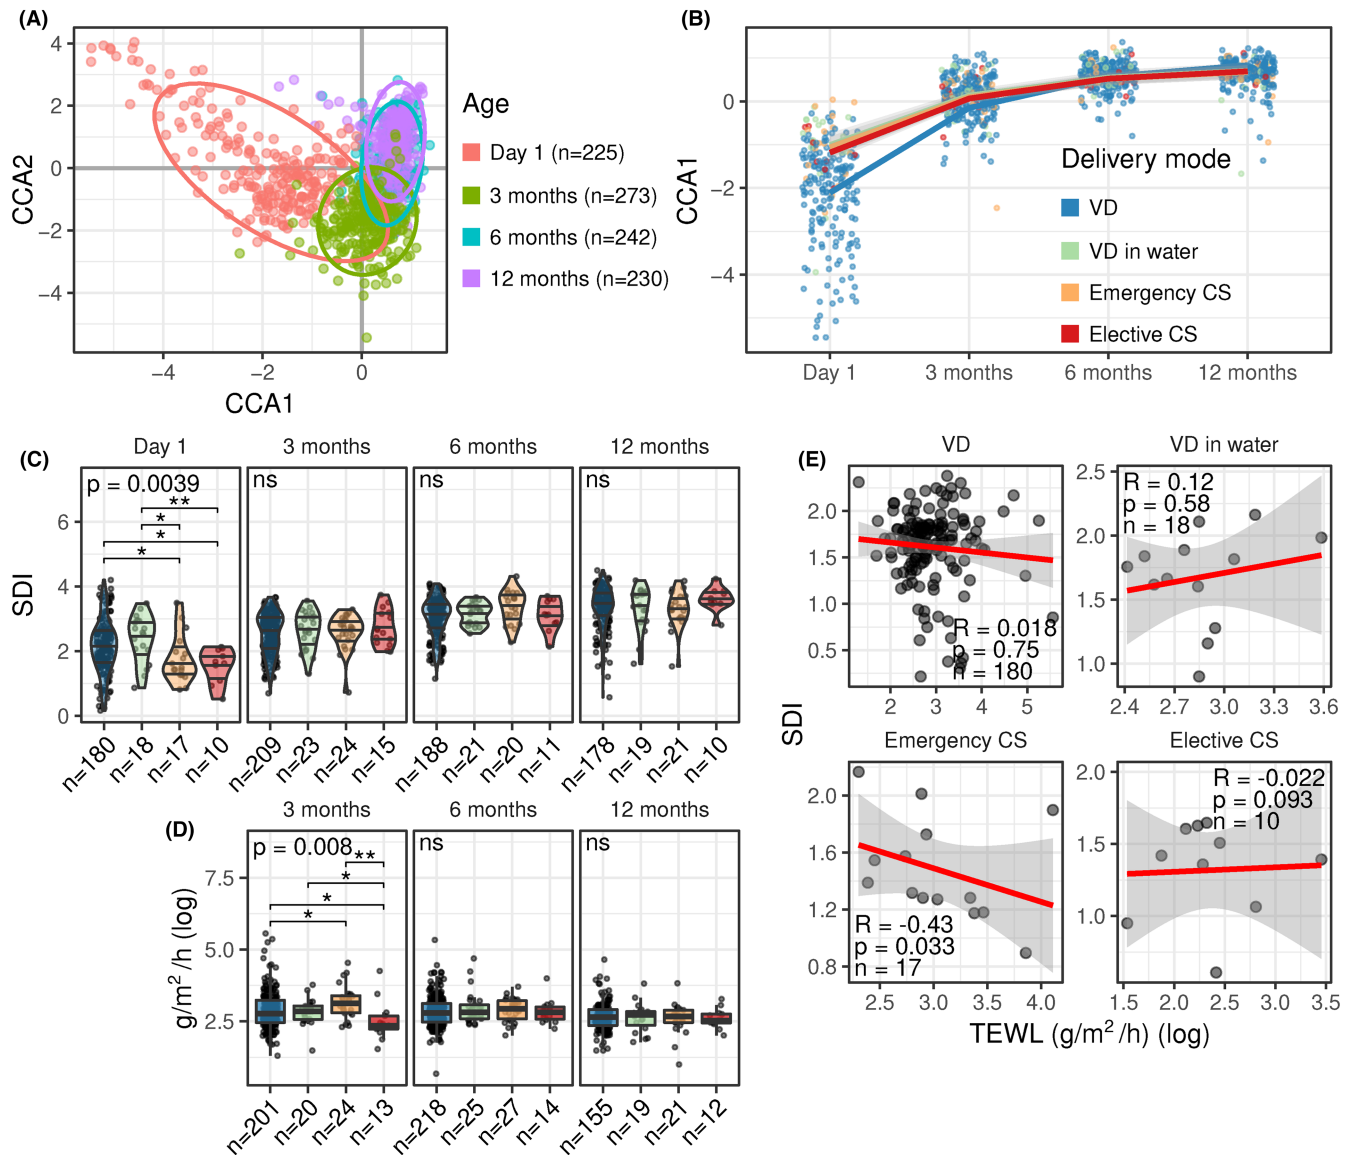 (A)
4
2
0
−2
−4
CCA2
−4
−2
0
CCA1
Age
Day 1 (n=225)
3 months (n=273)
6 months (n=242)
12 months (n=230)
(B)
0
−2
−4
CCA1
Day 1
3 months
6 months
12 months
Delivery mode
VD
VD in water
Emergency CS
Elective CS
(C)
Day 1
3 months
6 months
12 months
p = 0.0039
**
*
*
*
ns
ns
ns
6
4
2
0
SDI
n=180
n=18
n=17
n=10
n=209
n=23
n=24
n=15
n=188
n=21
n=20
n=11
n=178
n=19
n=21
n=10
(D)
3 months
6 months
12 months
p = 0.008
**
*
*
*
ns
ns
7.5
5.0
2.5
g/m² /h (log)
n=201
n=20
n=24
n=13
n=218
n=25
n=27
n=14
n=155
n=19
n=21
n=12
(E)
VD
VD in water
2.0
1.5
1.0
0.5
R = 0.018
p = 0.75
n = 180
2
3
4
5
2.5
2.0
1.5
1.0
R = 0.12
p = 0.58
n = 18
2.4
2.7
3.0
3.3
3.6
SDI
Emergency CS
Elective CS
2.0
1.6
1.2
0.8
R = -0.43
p = 0.033
n = 17
2.5
3.0
3.5
4.0
2.0
1.5
1.0
R = -0.022
p = 0.093
n = 10
1.5
2.0
2.5
3.0
3.5
TEWL (g/m² /h) (log)